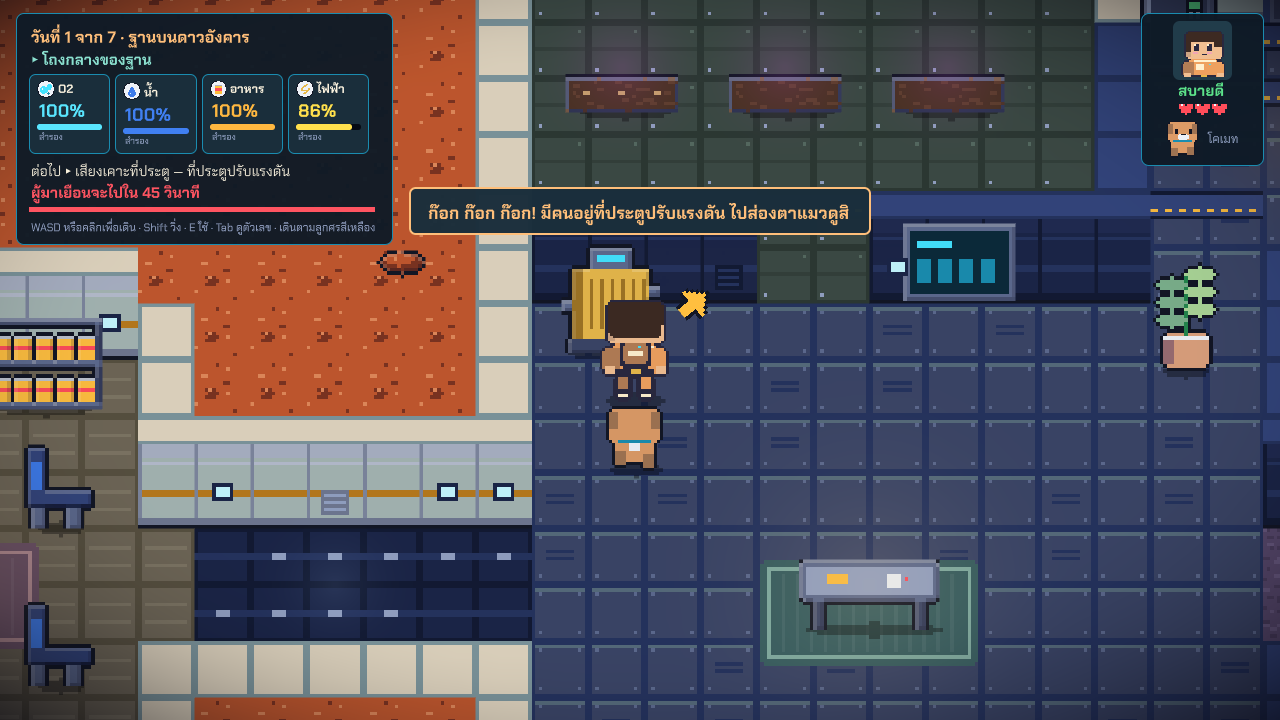 วันที่ 1 จาก 7 · ฐานบนดาวอังคาร
▸ โถงกลางของฐาน
O2
100%
สำรอง
น้ำ
100%
สำรอง
อาหาร
100%
สำรอง
ไฟฟ้า
86%
สำรอง
ต่อไป ▸ เสียงเคาะที่ประตู — ที่ประตูปรับแรงดัน
ผู้มาเยือนจะไปใน 45 วินาที
WASD หรือคลิกเพื่อเดิน · Shift วิ่ง · E ใช้ · Tab ดูตัวเลข · เดินตามลูกศรสีเหลือง
ก๊อก ก๊อก ก๊อก! มีคนอยู่ที่ประตูปรับแรงดัน ไปส่องตาแมวดูสิ
สบายดี
โคเมท